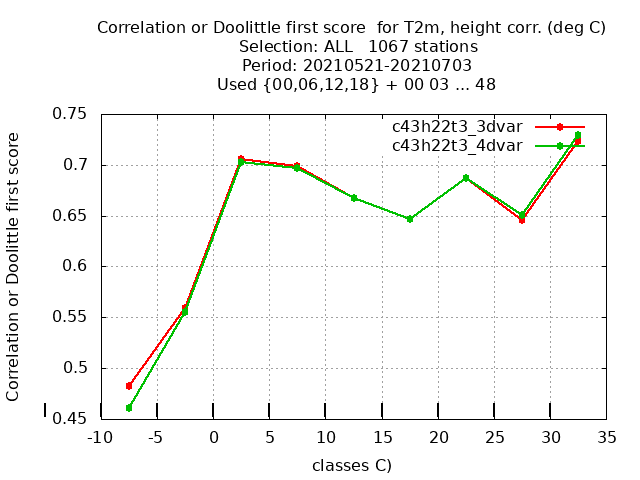 Correlation or Doolittle first score for T2m, height corr. (deg C)
Selection: ALL 1067 stations
Period: 20210521-20210703
Used {00,06,12,18} + 00 03 ... 48
c43h22t3_3dvar
c43h22t3_4dvar
Correlation or Doolittle first score
0.75
0.7
0.65
0.6
0.55
0.5
0.45
-10 -5 0 5 10 15 20 25 30 35
classes C)